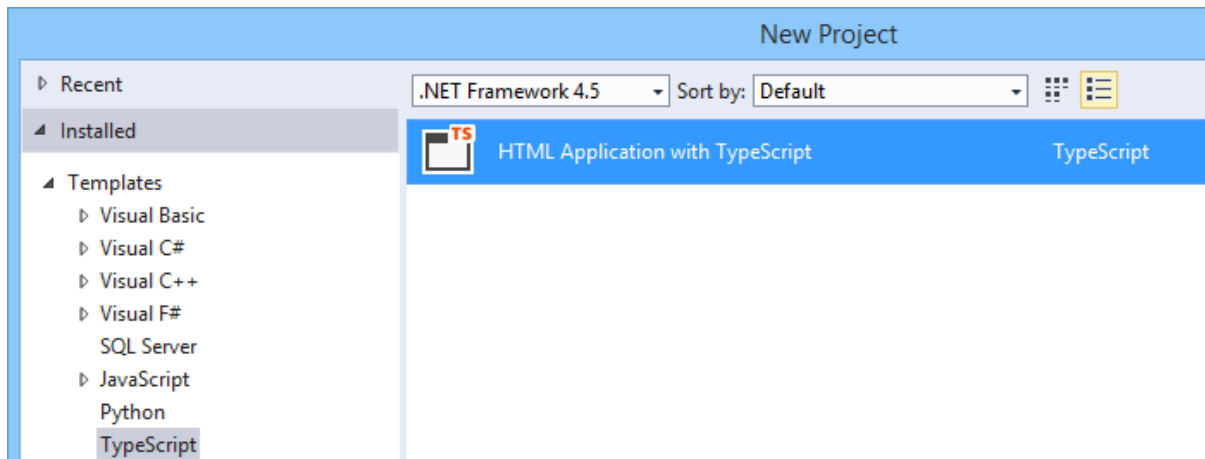 New Project
Recent
Installed
Templates
Visual Basic
Visual C#
Visual C++
Visual F#
SQL Server
JavaScript
Python
TypeScript
.NET Framework 4.5 Sort by: Default
TS
HTML Application with TypeScript TypeScript